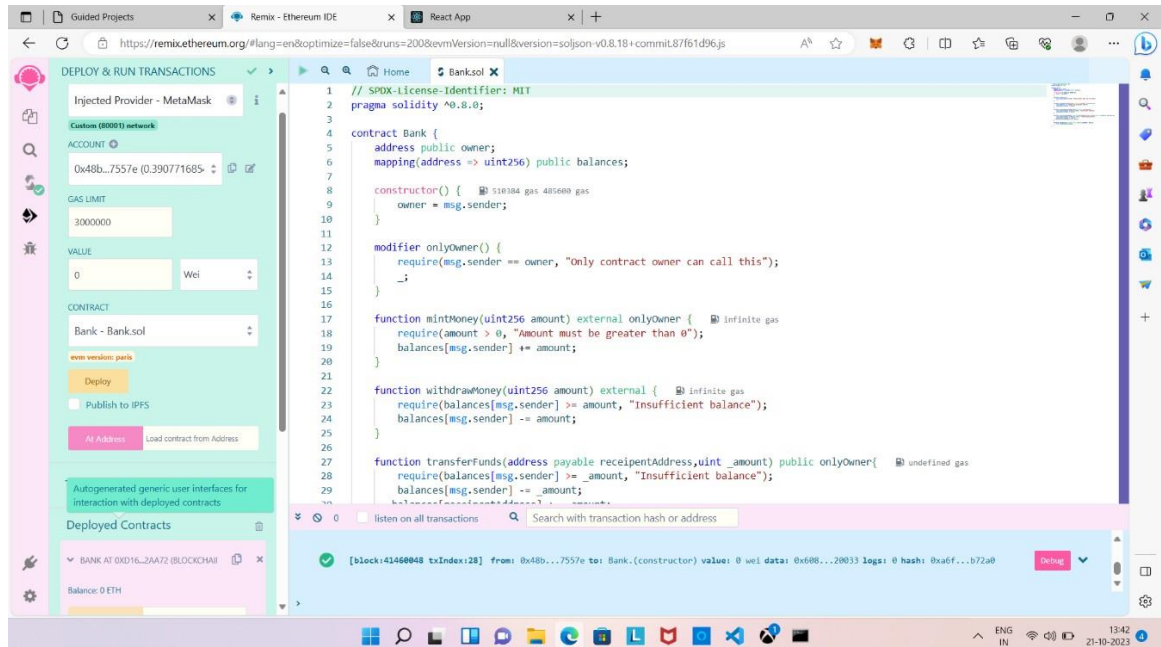 Guided Projects
Remix - Ethereum IDE
React App
https://remix.ethereum.org/#lang=en&optimize=false&runs=200&evmVersion=null&version=soljson-v0.8.18+commit.87f61d96.js
DEPLOY & RUN TRANSACTIONS
Injected Provider - MetaMask
Custom (80001) network
ACCOUNT
0x48b...7557e (0.390771685
GAS LIMIT
3000000
VALUE
0
Wei
CONTRACT
Bank - Bank.sol
evm version: paris
Deploy
Publish to IPFS
At Address
Load contract from Address
Autogenerated generic user interfaces for
interaction with deployed contracts
Deployed Contracts
BANK AT 0XD16...2AA72 (BLOCKCHAI
Balance: 0 ETH
Home
Bank.sol
1 // SPDX-License-Identifier: MIT
2 pragma solidity ^0.8.0;
3
4 contract Bank {
5 address public owner;
6 mapping(address => uint256) public balances;
7
8 constructor() { 510384 gas 485600 gas
9 owner = msg.sender;
10 }
11
12 modifier onlyOwner() {
13 require(msg.sender == owner, "Only contract owner can call this");
14 _;
15 }
16
17 function mintMoney(uint256 amount) external onlyOwner { infinite gas
18 require(amount > 0, "Amount must be greater than 0");
19 balances[msg.sender] += amount;
20 }
21
22 function withdrawMoney(uint256 amount) external { infinite gas
23 require(balances[msg.sender] >= amount, "Insufficient balance");
24 balances[msg.sender] -= amount;
25 }
26
27 function transferFunds(address payable receipentAddress,uint _amount) public onlyOwner{ undefined gas
28 require(balances[msg.sender] >= _amount, "Insufficient balance");
29 balances[msg.sender] -= _amount;
0
listen on all transactions
Search with transaction hash or address
[block:41460048 txIndex:28] from: 0x48b...7557e to: Bank.(constructor) value: 0 wei data: 0x608...20033 logs: 0 hash: 0xa6f...b72a0
Debug
>
ENG
IN
13:42
21-10-2023
4